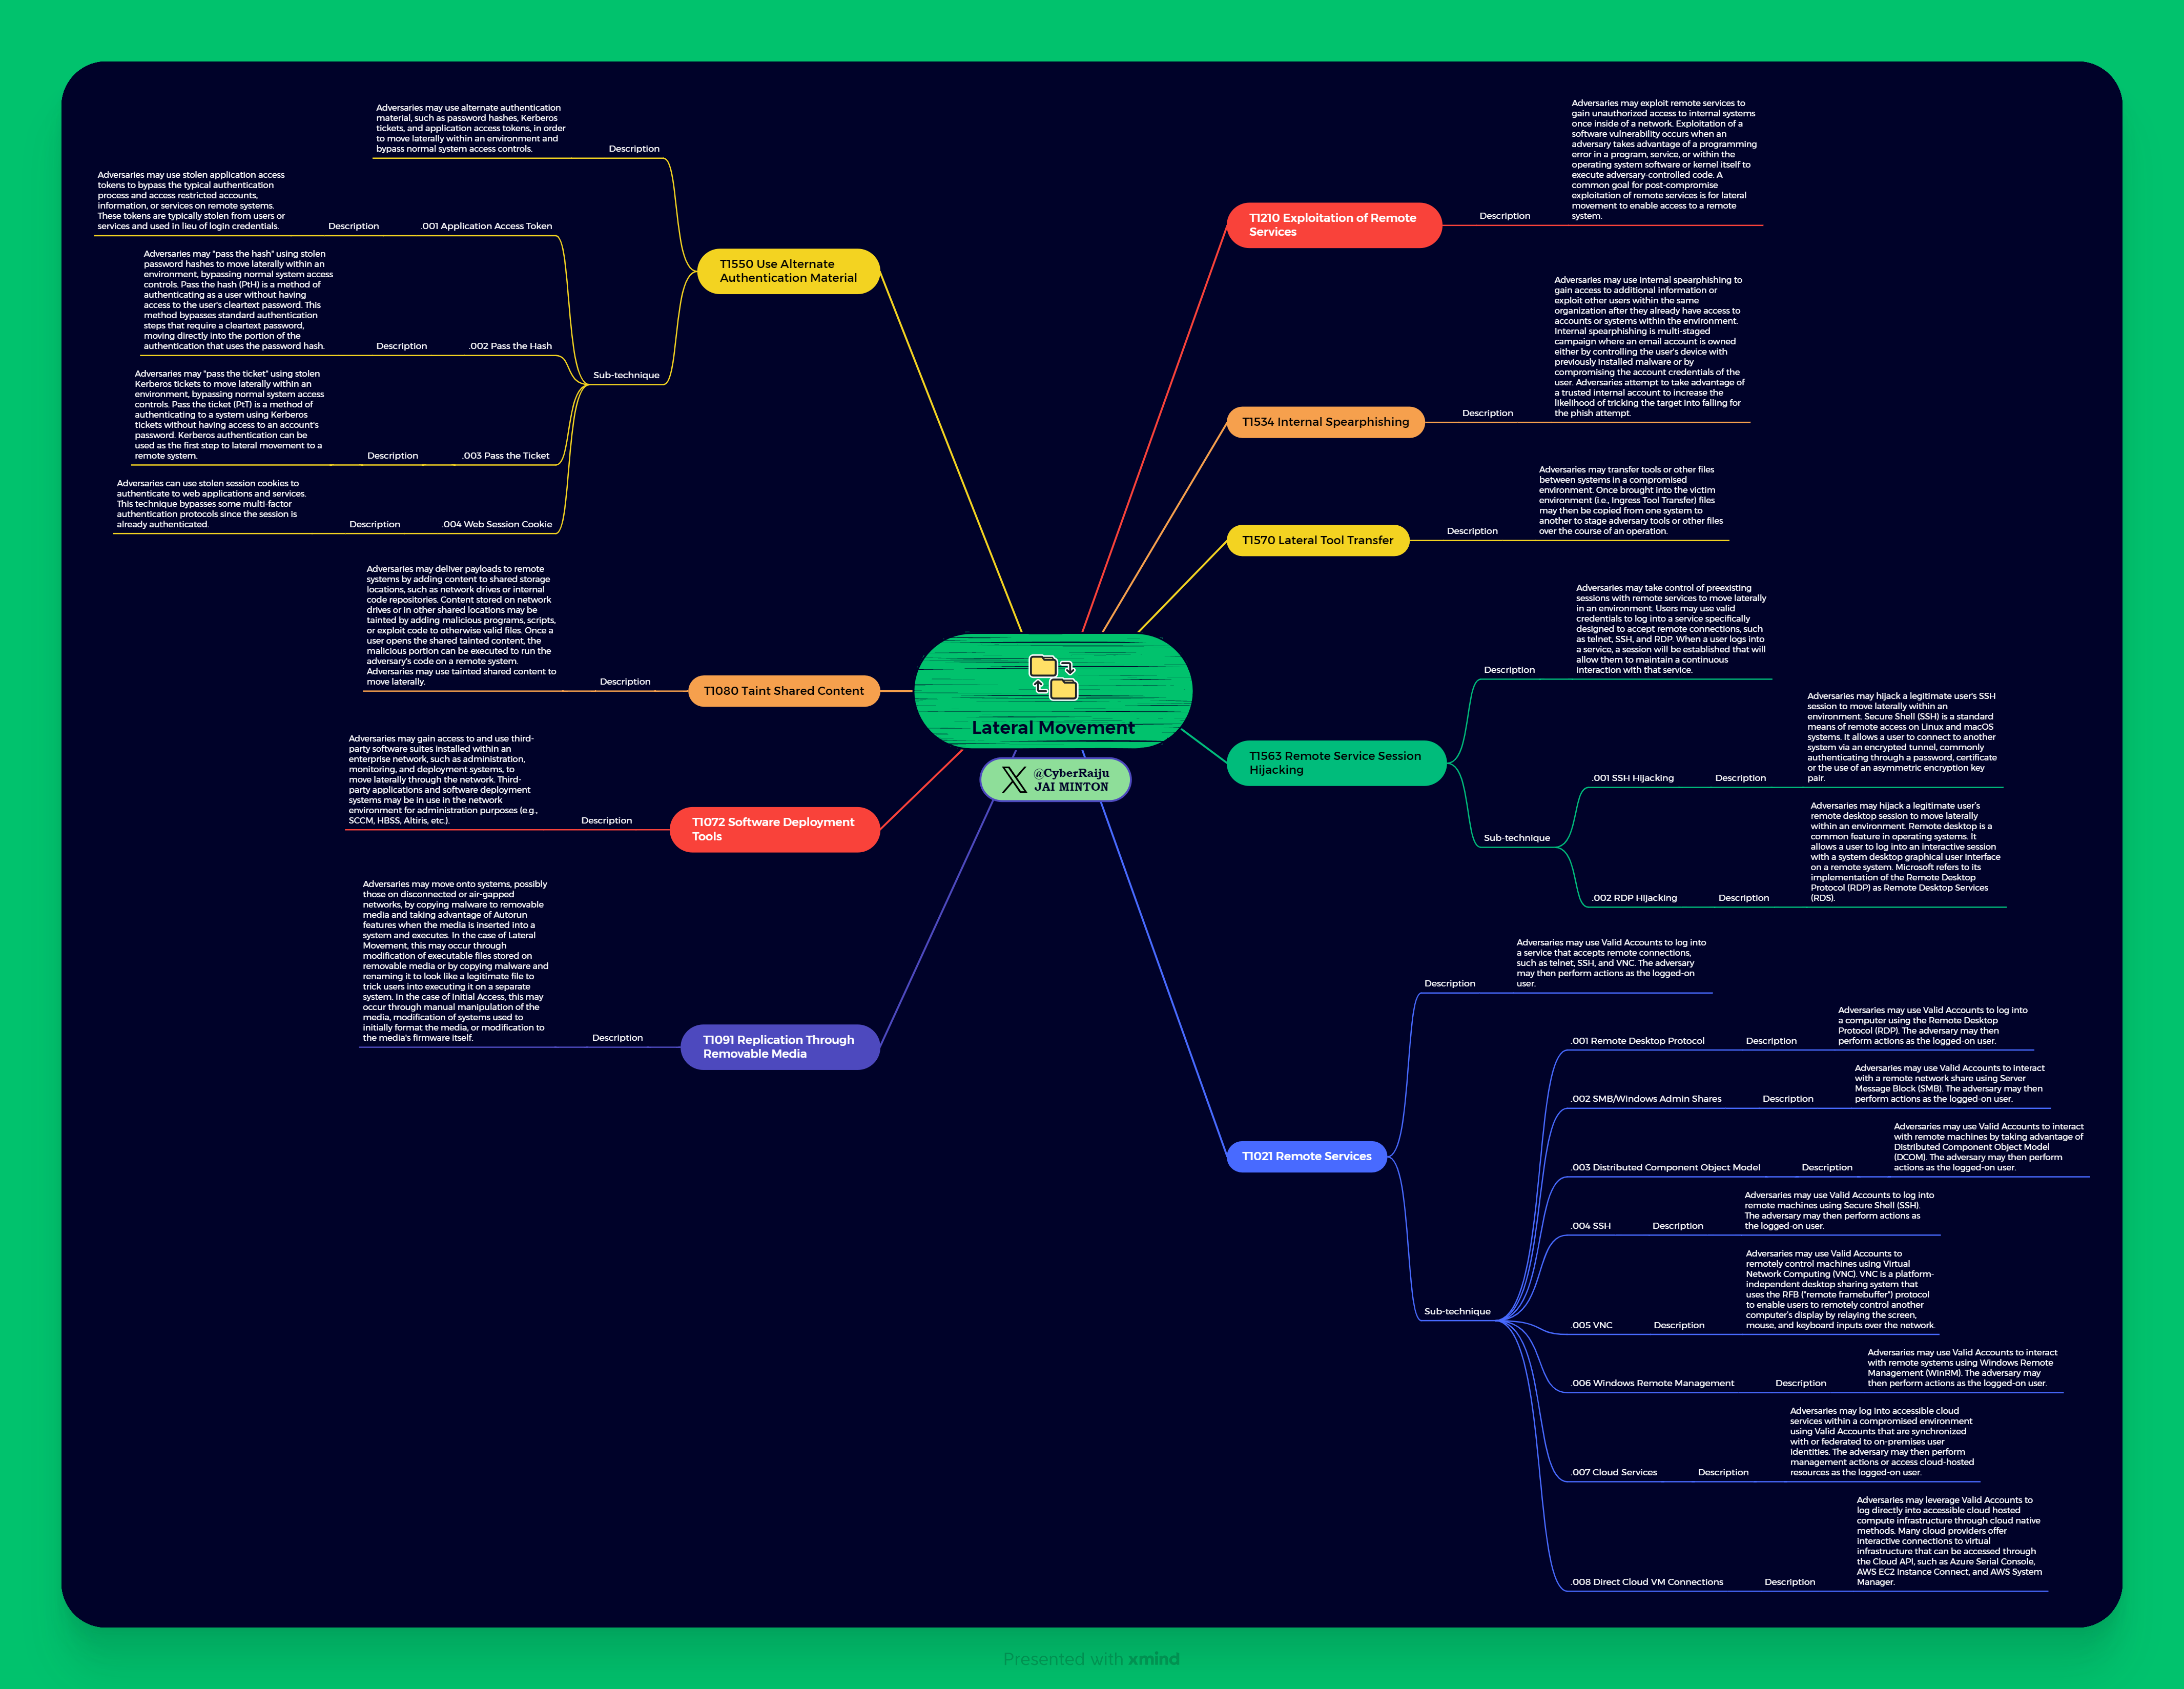 Lateral Movement
@CyberRaiju
JAI MINTON
T1210 Exploitation of Remote
Services
Description
Adversaries may exploit remote services to
gain unauthorized access to internal systems
once inside of a network. Exploitation of a
software vulnerability occurs when an
adversary takes advantage of a programming
error in a program, service, or within the
operating system software or kernel itself to
execute adversary-controlled code. A
common goal for post-compromise
exploitation of remote services is for lateral
movement to enable access to a remote
system.
T1534 Internal Spearphishing
Description
Adversaries may use internal spearphishing to
gain access to additional information or
exploit other users within the same
organization after they already have access to
accounts or systems within the environment.
Internal spearphishing is multi-staged
campaign where an email account is owned
either by controlling the user's device with
previously installed malware or by
compromising the account credentials of the
user. Adversaries attempt to take advantage of
a trusted internal account to increase the
likelihood of tricking the target into falling for
the phish attempt.
T1570 Lateral Tool Transfer
Description
Adversaries may transfer tools or other files
between systems in a compromised
environment. Once brought into the victim
environment (i.e., Ingress Tool Transfer) files
may then be copied from one system to
another to stage adversary tools or other files
over the course of an operation.
T1563 Remote Service Session
Hijacking
Description
Adversaries may take control of preexisting
sessions with remote services to move laterally
in an environment. Users may use valid
credentials to log into a service specifically
designed to accept remote connections, such
as telnet, SSH, and RDP. When a user logs into
a service, a session will be established that will
allow them to maintain a continuous
interaction with that service.
Sub-technique
.001 SSH Hijacking
Description
Adversaries may hijack a legitimate user's SSH
session to move laterally within an
environment. Secure Shell (SSH) is a standard
means of remote access on Linux and macOS
systems. It allows a user to connect to another
system via an encrypted tunnel, commonly
authenticating through a password, certificate
or the use of an asymmetric encryption key
pair.
.002 RDP Hijacking
Description
Adversaries may hijack a legitimate user's
remote desktop session to move laterally
within an environment. Remote desktop is a
common feature in operating systems. It
allows a user to log into an interactive session
with a system desktop graphical user interface
on a remote system. Microsoft refers to its
implementation of the Remote Desktop
Protocol (RDP) as Remote Desktop Services
(RDS).
T1021 Remote Services
Description
Adversaries may use Valid Accounts to log into
a service that accepts remote connections,
such as telnet, SSH, and VNC. The adversary
may then perform actions as the logged-on
user.
Sub-technique
.001 Remote Desktop Protocol
Description
Adversaries may use Valid Accounts to log into
a computer using the Remote Desktop
Protocol (RDP). The adversary may then
perform actions as the logged-on user.
.002 SMB/Windows Admin Shares
Description
Adversaries may use Valid Accounts to interact
with a remote network share using Server
Message Block (SMB). The adversary may then
perform actions as the logged-on user.
.003 Distributed Component Object Model
Description
Adversaries may use Valid Accounts to interact
with remote machines by taking advantage of
Distributed Component Object Model
(DCOM). The adversary may then perform
actions as the logged-on user.
.004 SSH
Description
Adversaries may use Valid Accounts to log into
remote machines using Secure Shell (SSH).
The adversary may then perform actions as
the logged-on user.
.005 VNC
Description
Adversaries may use Valid Accounts to
remotely control machines using Virtual
Network Computing (VNC). VNC is a platform-
independent desktop sharing system that
uses the RFB ("remote framebuffer") protocol
to enable users to remotely control another
computer's display by relaying the screen,
mouse, and keyboard inputs over the network.
.006 Windows Remote Management
Description
Adversaries may use Valid Accounts to interact
with remote systems using Windows Remote
Management (WinRM). The adversary may
then perform actions as the logged-on user.
.007 Cloud Services
Description
Adversaries may log into accessible cloud
services within a compromised environment
using Valid Accounts that are synchronized
with or federated to on-premises user
identities. The adversary may then perform
management actions or access cloud-hosted
resources as the logged-on user.
.008 Direct Cloud VM Connections
Description
Adversaries may leverage Valid Accounts to
log directly into accessible cloud hosted
compute infrastructure through cloud native
methods. Many cloud providers offer
interactive connections to virtual
infrastructure that can be accessed through
the Cloud API, such as Azure Serial Console,
AWS EC2 Instance Connect, and AWS System
Manager.
T1550 Use Alternate
Authentication Material
Description
Adversaries may use alternate authentication
material, such as password hashes, Kerberos
tickets, and application access tokens, in order
to move laterally within an environment and
bypass normal system access controls.
Sub-technique
.001 Application Access Token
Description
Adversaries may use stolen application access
tokens to bypass the typical authentication
process and access restricted accounts,
information, or services on remote systems.
These tokens are typically stolen from users or
services and used in lieu of login credentials.
.002 Pass the Hash
Description
Adversaries may "pass the hash" using stolen
password hashes to move laterally within an
environment, bypassing normal system access
controls. Pass the hash (PtH) is a method of
authenticating as a user without having
access to the user's cleartext password. This
method bypasses standard authentication
steps that require a cleartext password,
moving directly into the portion of the
authentication that uses the password hash.
.003 Pass the Ticket
Description
Adversaries may "pass the ticket" using stolen
Kerberos tickets to move laterally within an
environment, bypassing normal system access
controls. Pass the ticket (PtT) is a method of
authenticating to a system using Kerberos
tickets without having access to an account's
password. Kerberos authentication can be
used as the first step to lateral movement to a
remote system.
.004 Web Session Cookie
Description
Adversaries can use stolen session cookies to
authenticate to web applications and services.
This technique bypasses some multi-factor
authentication protocols since the session is
already authenticated.
T1080 Taint Shared Content
Description
Adversaries may deliver payloads to remote
systems by adding content to shared storage
locations, such as network drives or internal
code repositories. Content stored on network
drives or in other shared locations may be
tainted by adding malicious programs, scripts,
or exploit code to otherwise valid files. Once a
user opens the shared tainted content, the
malicious portion can be executed to run the
adversary's code on a remote system.
Adversaries may use tainted shared content to
move laterally.
T1072 Software Deployment
Tools
Description
Adversaries may gain access to and use third-
party software suites installed within an
enterprise network, such as administration,
monitoring, and deployment systems, to
move laterally through the network. Third-
party applications and software deployment
systems may be in use in the network
environment for administration purposes (e.g.,
SCCM, HBSS, Altiris, etc.).
T1091 Replication Through
Removable Media
Description
Adversaries may move onto systems, possibly
those on disconnected or air-gapped
networks, by copying malware to removable
media and taking advantage of Autorun
features when the media is inserted into a
system and executes. In the case of Lateral
Movement, this may occur through
modification of executable files stored on
removable media or by copying malware and
renaming it to look like a legitimate file to
trick users into executing it on a separate
system. In the case of Initial Access, this may
occur through manual manipulation of the
media, modification of systems used to
initially format the media, or modification to
the media's firmware itself.
Presented with xmind